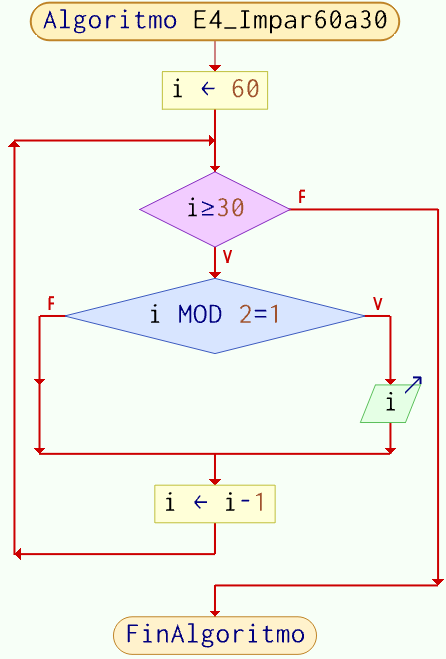 Algoritmo E4_Impar60a30
i ← 60
i≥30
F
V
i MOD 2=1
F
V
i
i ← i-1
FinAlgoritmo